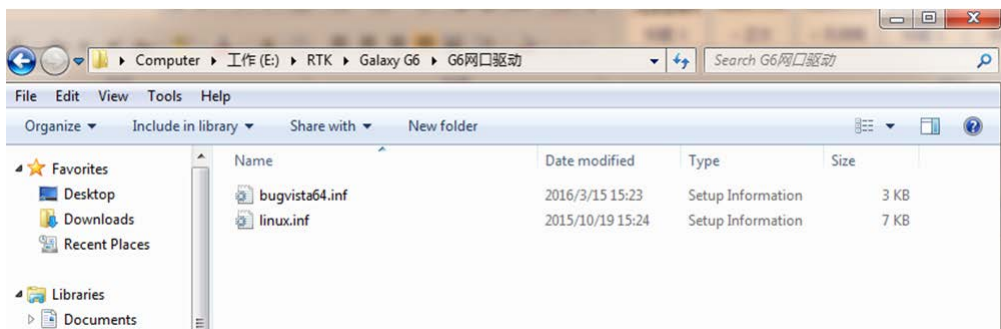 Computer 工作 (E:) RTK Galaxy G6 G6网口驱动 Search G6网口驱动
File Edit View Tools Help
Organize Include in library Share with New folder
Name Date modified Type Size
Favorites
Desktop
Downloads
Recent Places
Libraries
Documents
bugvista64.inf 2016/3/15 15:23 Setup Information 3 KB
linux.inf 2015/10/19 15:24 Setup Information 7 KB